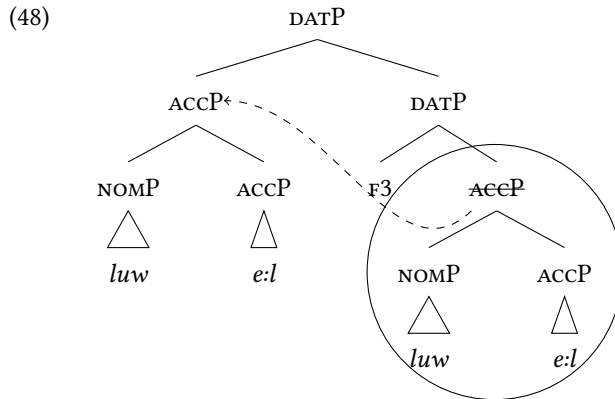 (48)
DATP
ACCP DATP
NOMP ACCP F3 ACCP
luw e:l NOMP ACCP
luw e:l